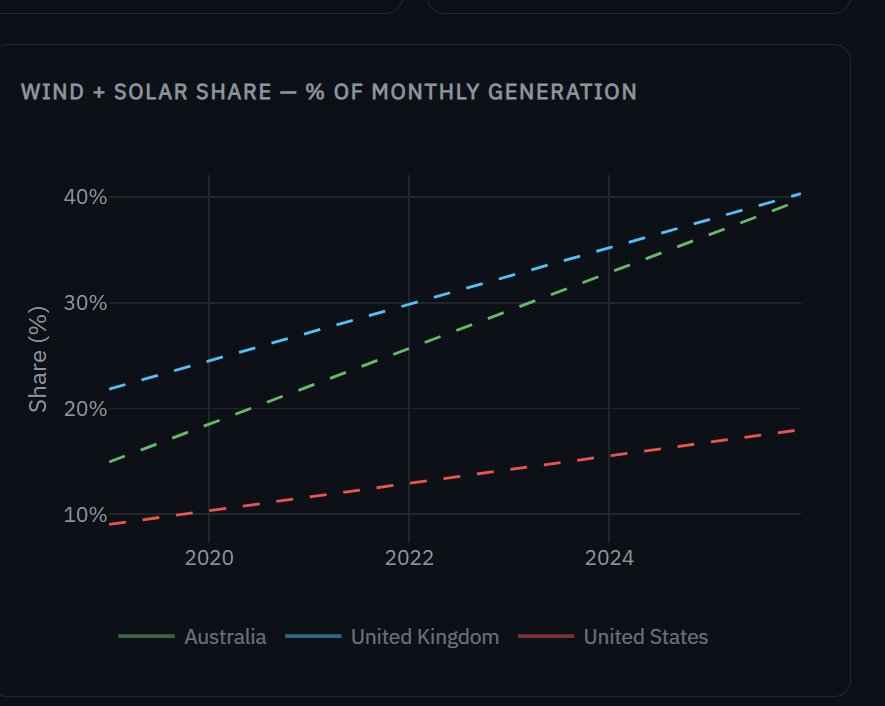 WIND + SOLAR SHARE — % OF MONTHLY GENERATION
Share (%)
40%
30%
20%
10%
2020 2022 2024
Australia United Kingdom United States